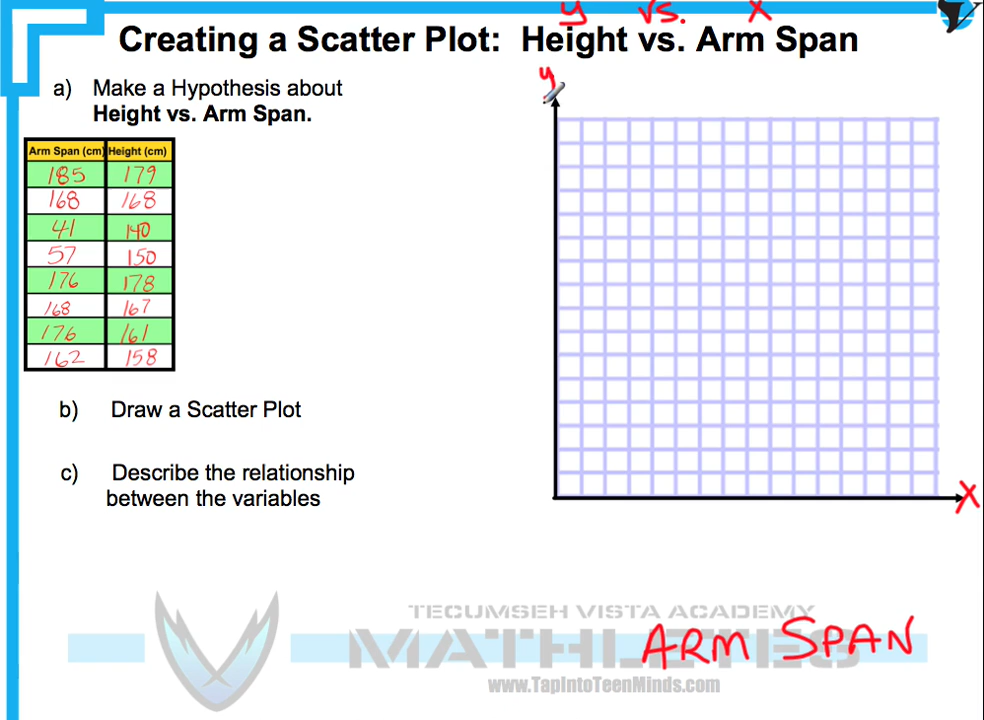 y vs. x
Creating a Scatter Plot: Height vs. Arm Span
a) Make a Hypothesis about
Height vs. Arm Span.
Arm Span (cm) Height (cm)
185 179
168 168
41 140
57 150
176 178
168 167
176 161
162 158
b) Draw a Scatter Plot
c) Describe the relationship
between the variables
y
x
TECUMSEH VISTA ACADEMY
MATHLETES
ARM SPAN
www.TapIntoTeenMinds.com